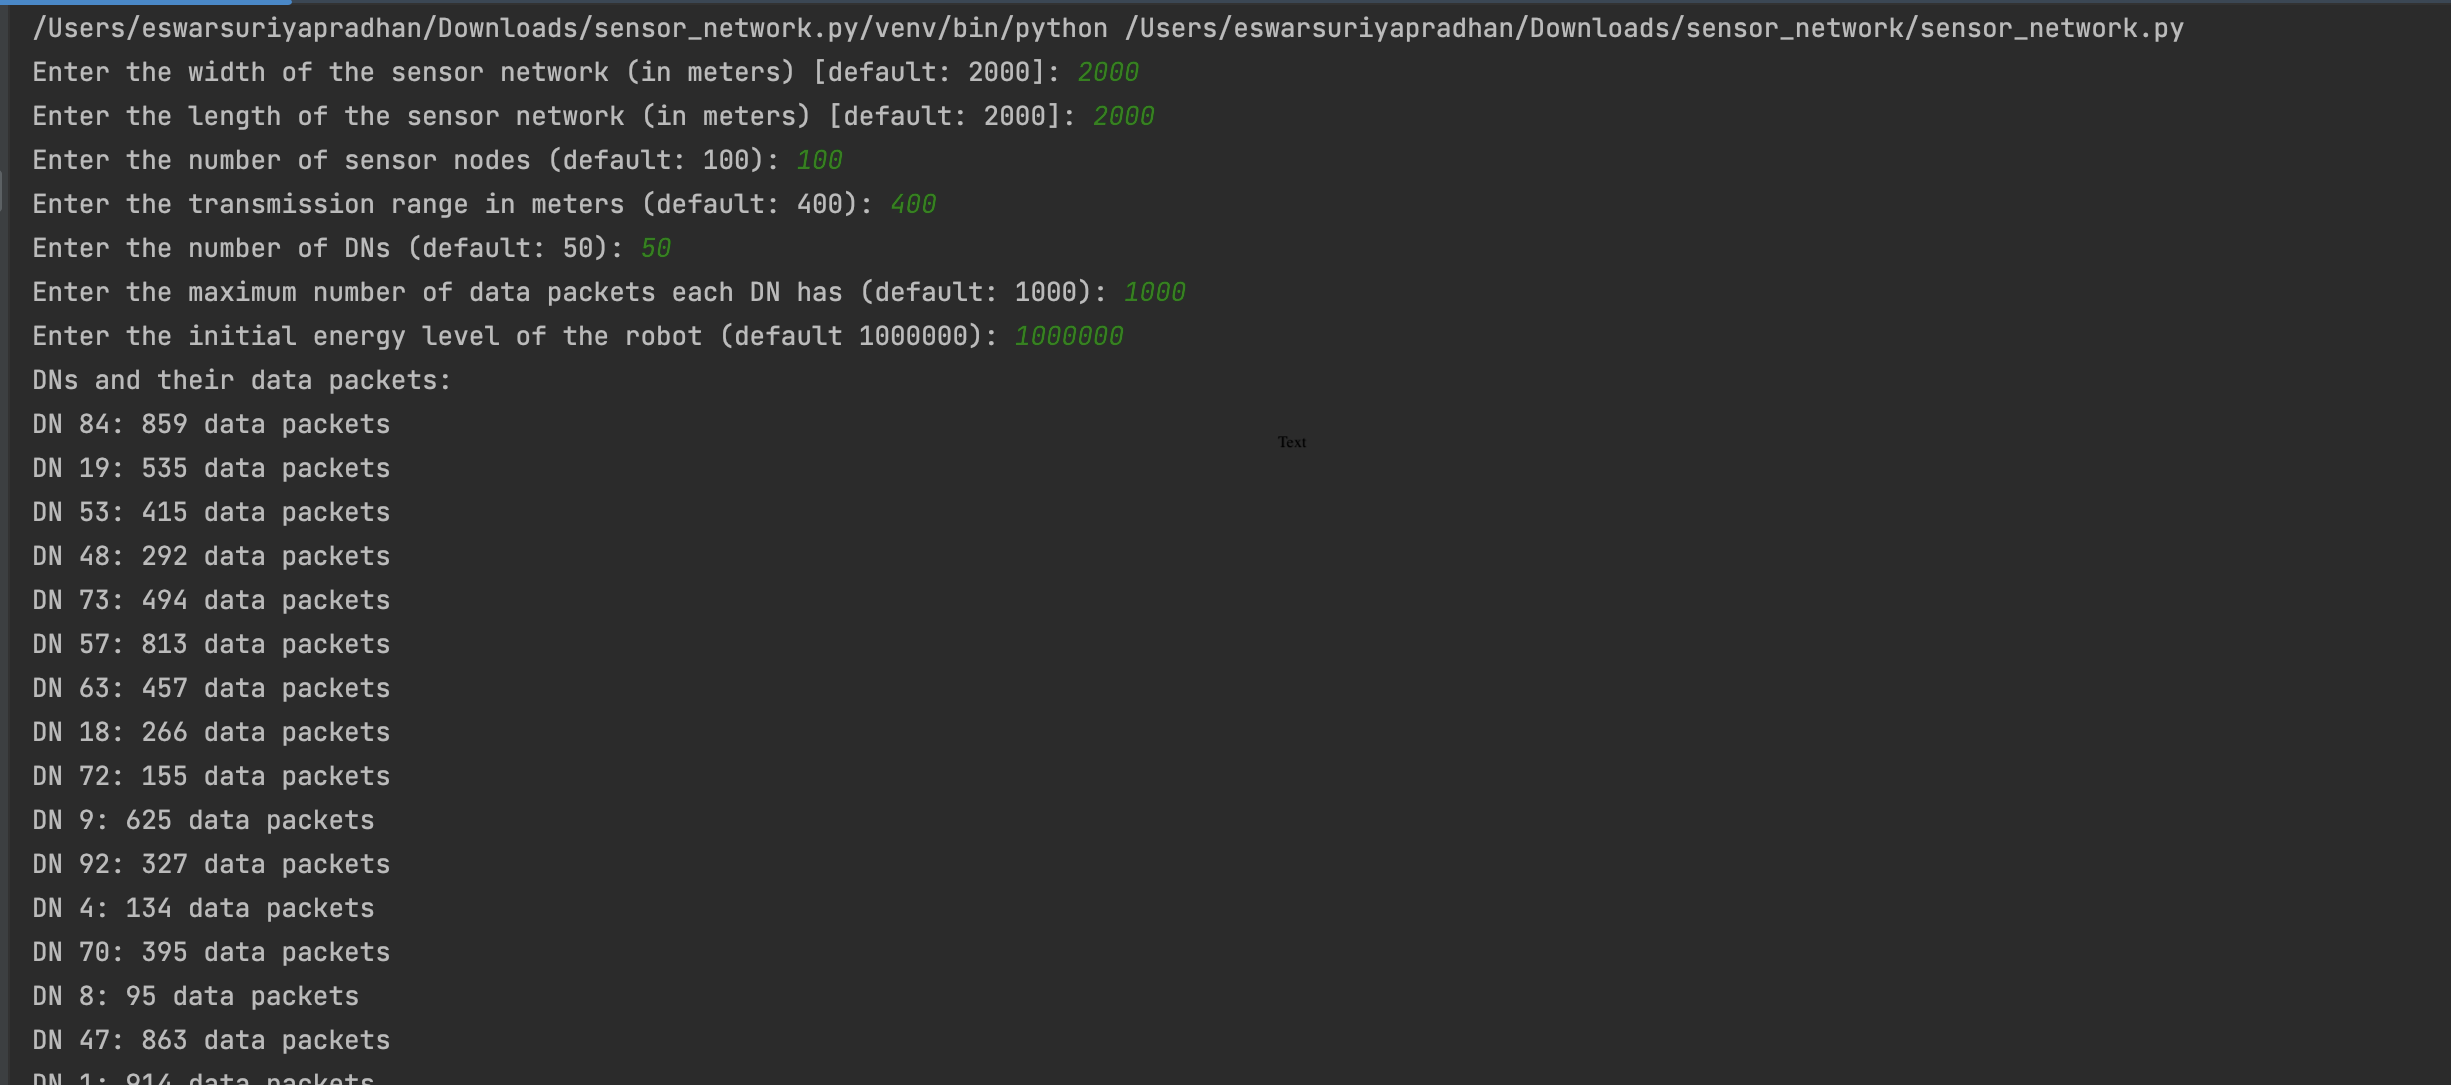 /Users/eswarsuriyapradhan/Downloads/sensor_network.py/venv/bin/python /Users/eswarsuriyapradhan/Downloads/sensor_network/sensor_network.py
Enter the width of the sensor network (in meters) [default: 2000]: 2000
Enter the length of the sensor network (in meters) [default: 2000]: 2000
Enter the number of sensor nodes (default: 100): 100
Enter the transmission range in meters (default: 400): 400
Enter the number of DNs (default: 50): 50
Enter the maximum number of data packets each DN has (default: 1000): 1000
Enter the initial energy level of the robot (default 1000000): 1000000
DNs and their data packets:
DN 84: 859 data packets
Text
DN 19: 535 data packets
DN 53: 415 data packets
DN 48: 292 data packets
DN 73: 494 data packets
DN 57: 813 data packets
DN 63: 457 data packets
DN 18: 266 data packets
DN 72: 155 data packets
DN 9: 625 data packets
DN 92: 327 data packets
DN 4: 134 data packets
DN 70: 395 data packets
DN 8: 95 data packets
DN 47: 863 data packets
DN 1: 914 data packets